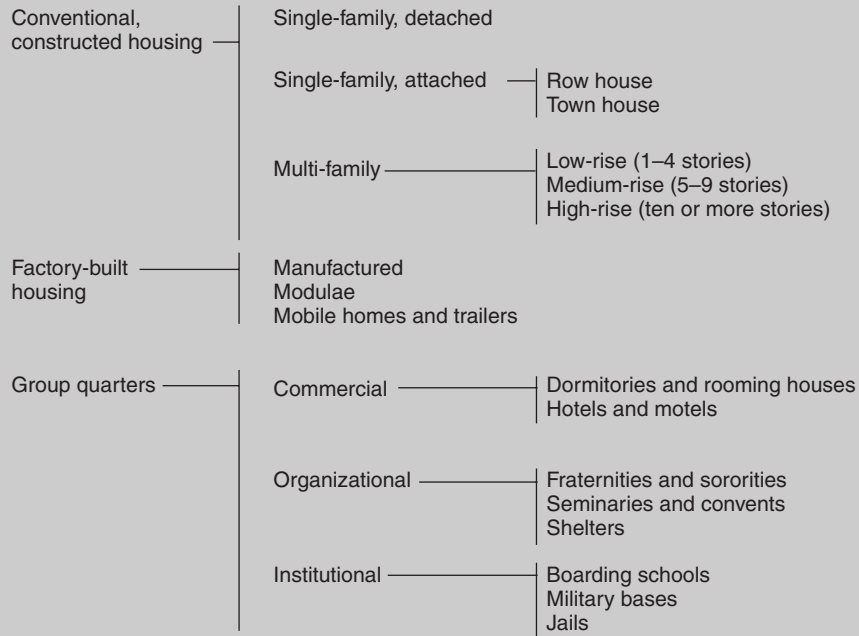 Conventional,
constructed housing
Single-family, detached
Single-family, attached
Row house
Town house
Multi-family
Low-rise (1–4 stories)
Medium-rise (5–9 stories)
High-rise (ten or more stories)
Factory-built
housing
Manufactured
Modulae
Mobile homes and trailers
Group quarters
Commercial
Dormitories and rooming houses
Hotels and motels
Organizational
Fraternities and sororities
Seminaries and convents
Shelters
Institutional
Boarding schools
Military bases
Jails